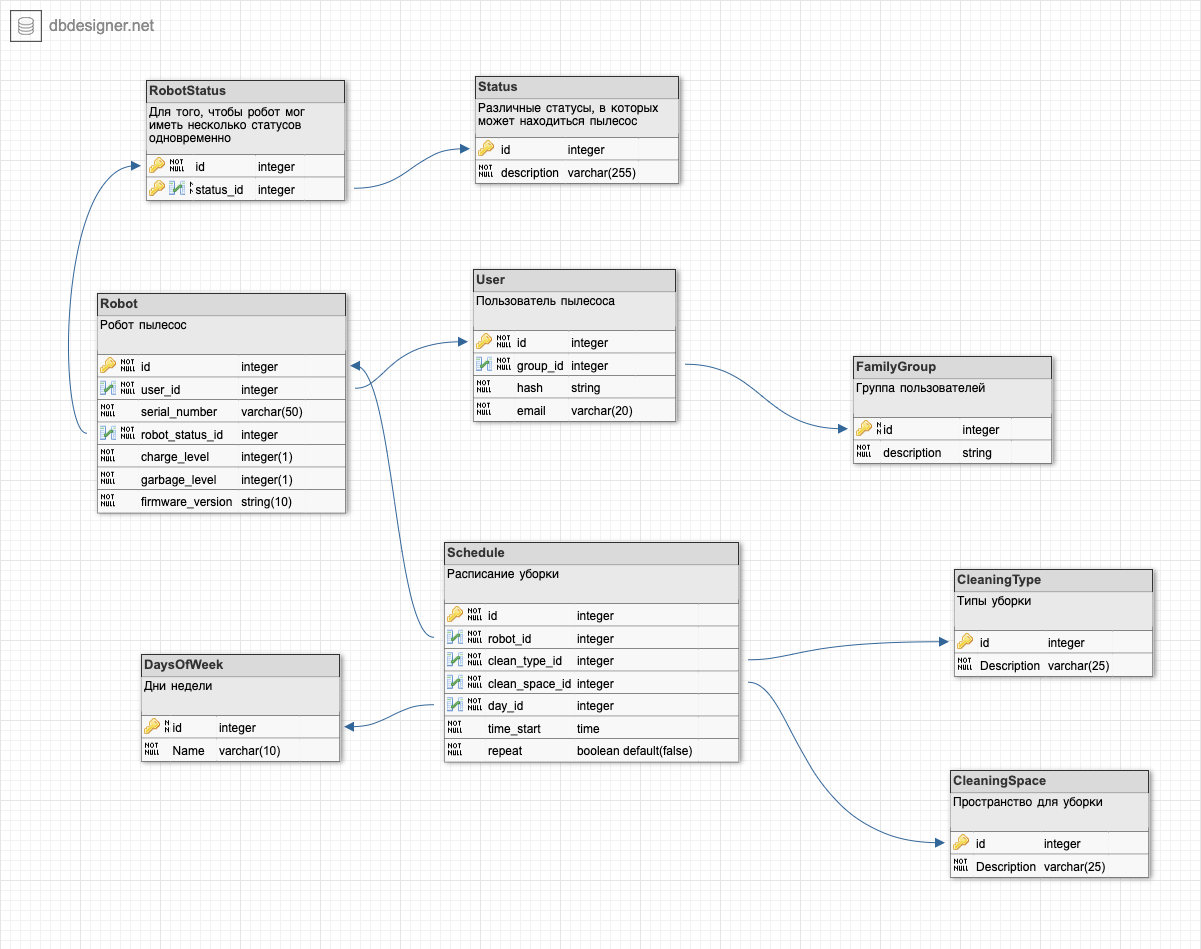 dbdesigner.net
RobotStatus
Для того, чтобы робот мог
иметь несколько статусов
одновременно
NOT NULL id integer
N status_id integer
Status
Различные статусы, в которых
может находиться пылесос
id integer
NOT NULL description varchar(255)
User
Пользователь пылесоса
NOT NULL id integer
NOT NULL group_id integer
NOT NULL hash string
NOT NULL email varchar(20)
Robot
Робот пылесос
NOT NULL id integer
NOT NULL user_id integer
NOT NULL serial_number varchar(50)
NOT NULL robot_status_id integer
NOT NULL charge_level integer(1)
NOT NULL garbage_level integer(1)
NOT NULL firmware_version string(10)
FamilyGroup
Группа пользователей
N N id integer
NOT NULL description string
Schedule
Расписание уборки
NOT NULL id integer
NOT NULL robot_id integer
NOT NULL clean_type_id integer
NOT NULL clean_space_id integer
NOT NULL day_id integer
NOT NULL time_start time
NOT NULL repeat boolean default(false)
CleaningType
Типы уборки
id integer
NOT NULL Description varchar(25)
DaysOfWeek
Дни недели
N N id integer
NOT NULL Name varchar(10)
CleaningSpace
Пространство для уборки
id integer
NOT NULL Description varchar(25)